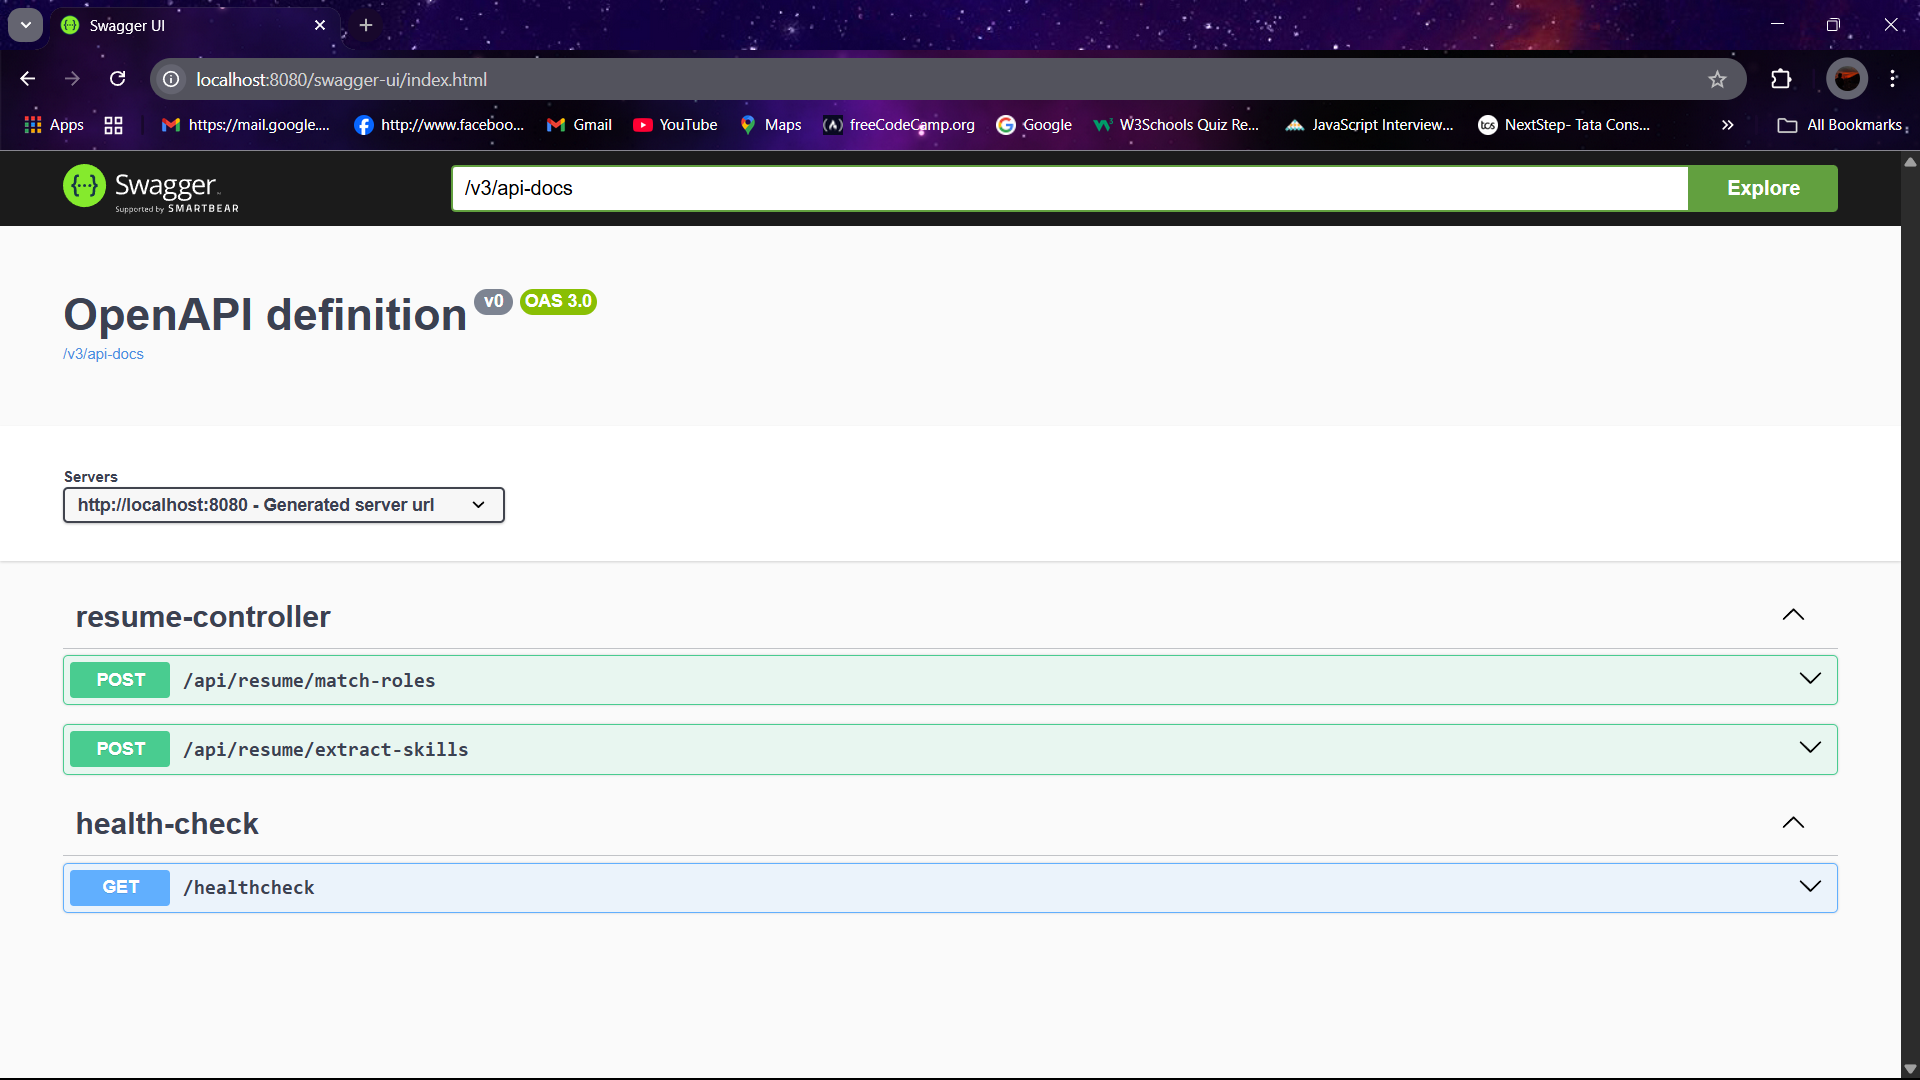 Swagger UI
localhost:8080/swagger-ui/index.html
Apps
https://mail.google....
http://www.faceboo...
Gmail
YouTube
Maps
freeCodeCamp.org
Google
W3Schools Quiz Re...
JavaScript Interview...
tcs
NextStep- Tata Cons...
All Bookmarks
Swagger
Supported by SMARTBEAR
/v3/api-docs
Explore
OpenAPI definition v0 OAS 3.0
/v3/api-docs
Servers
http://localhost:8080 - Generated server url
resume-controller
POST /api/resume/match-roles
POST /api/resume/extract-skills
health-check
GET /healthcheck